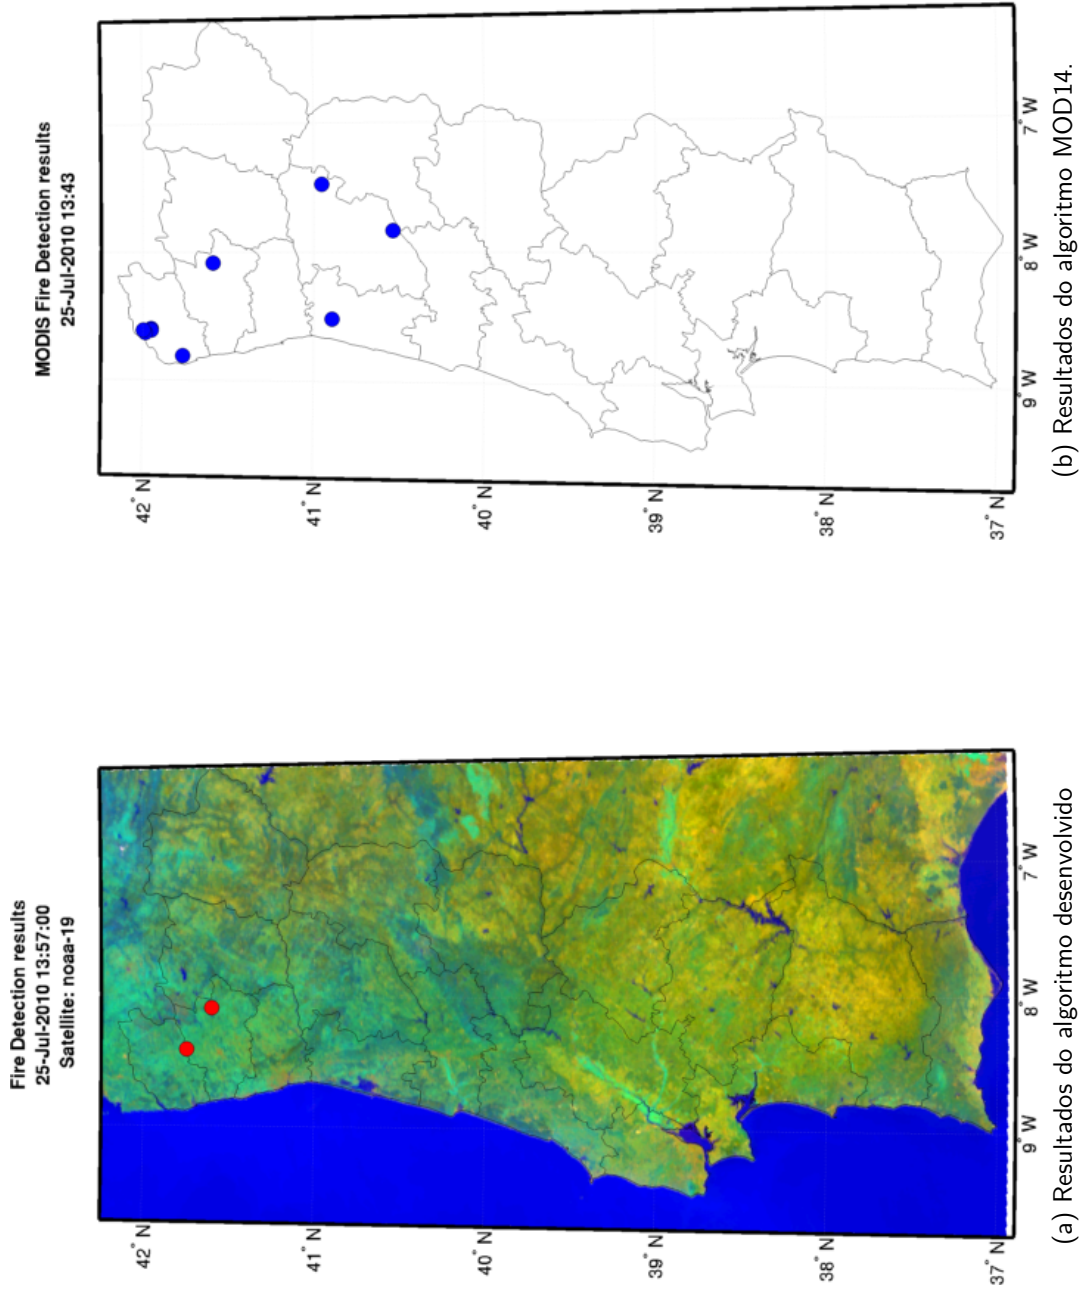 Fire Detection results
25-Jul-2010 13:57:00
Satellite: noaa-19
42° N
41° N
40° N
39° N
38° N
37° N
9° W
8° W
7° W
(a) Resultados do algoritmo desenvolvido
MODIS Fire Detection results
25-Jul-2010 13:43
42° N
41° N
40° N
39° N
38° N
37° N
9° W
8° W
7° W
(b) Resultados do algoritmo MOD14.